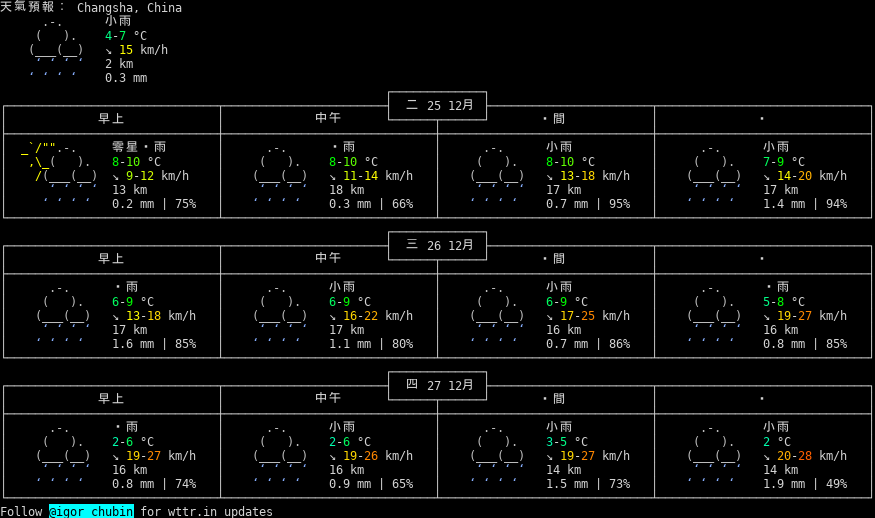 天氣預報： Changsha, China
小雨
4-7 °C
↘ 15 km/h
2 km
0.3 mm
二 25 12月
早上 中午 ・間 ・
零星・雨 ・雨 小雨 小雨
8-10 °C 8-10 °C 8-10 °C 7-9 °C
↘ 9-12 km/h ↘ 11-14 km/h ↘ 13-18 km/h ↘ 14-20 km/h
13 km 18 km 17 km 17 km
0.2 mm | 75% 0.3 mm | 66% 0.7 mm | 95% 1.4 mm | 94%
三 26 12月
早上 中午 ・間 ・
・雨 小雨 小雨 ・雨
6-9 °C 6-9 °C 6-9 °C 5-8 °C
↘ 13-18 km/h ↘ 16-22 km/h ↘ 17-25 km/h ↘ 19-27 km/h
17 km 17 km 16 km 16 km
1.6 mm | 85% 1.1 mm | 80% 0.7 mm | 86% 0.8 mm | 85%
四 27 12月
早上 中午 ・間 ・
・雨 小雨 小雨 小雨
2-6 °C 2-6 °C 3-5 °C 2 °C
↘ 19-27 km/h ↘ 19-26 km/h ↘ 19-27 km/h ↘ 20-28 km/h
16 km 16 km 14 km 14 km
0.8 mm | 74% 0.9 mm | 65% 1.5 mm | 73% 1.9 mm | 49%
Follow @igor_chubin for wttr.in updates